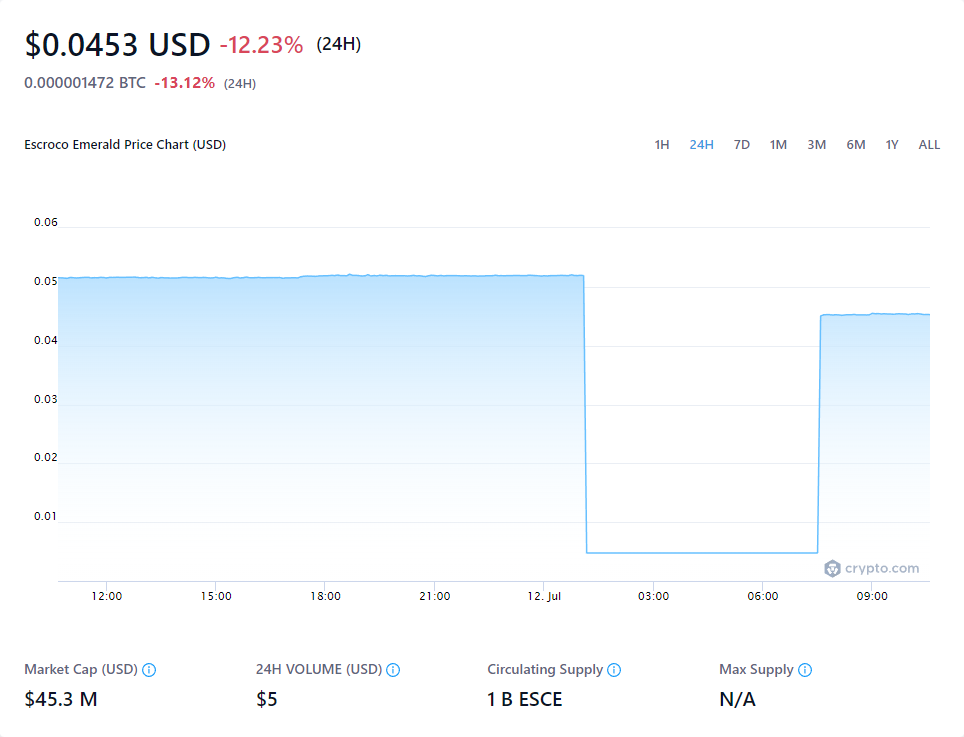 $0.0453 USD -12.23% (24H)
0.000001472 BTC -13.12% (24H)
Escroco Emerald Price Chart (USD) 1H 24H 7D 1M 3M 6M 1Y ALL
0.06
0.05
0.04
0.03
0.02
0.01
crypto.com
12:00 15:00 18:00 21:00 12. Jul 03:00 06:00 09:00
Market Cap (USD) 24H VOLUME (USD) Circulating Supply Max Supply
$45.3 M $5 1 B ESCE N/A